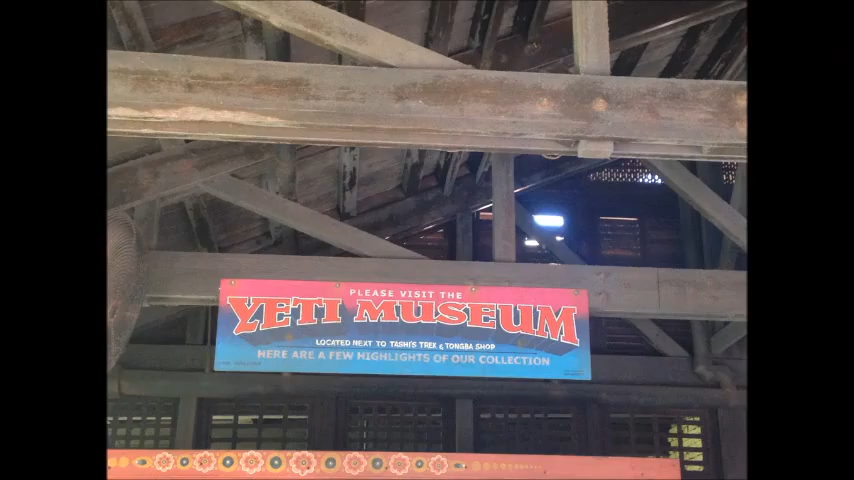 PLEASE VISIT THE
YETI MUSEUM
LOCATED NEXT TO TASHI'S TREK & TONGBA SHOP
HERE ARE A FEW HIGHLIGHTS OF OUR COLLECTION